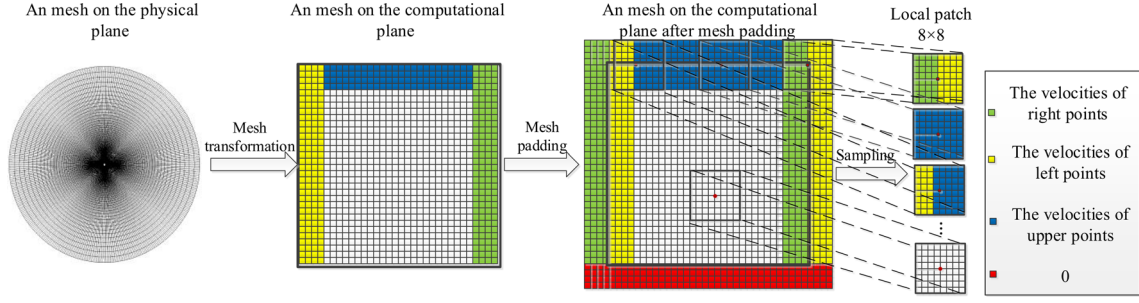 An mesh on the physical
plane
An mesh on the computational
plane
An mesh on the computational
plane after mesh padding
Local patch
8×8
Mesh
transformation
Mesh
padding
Sampling
The velocities of
right points
The velocities of
left points
The velocities of
upper points
0